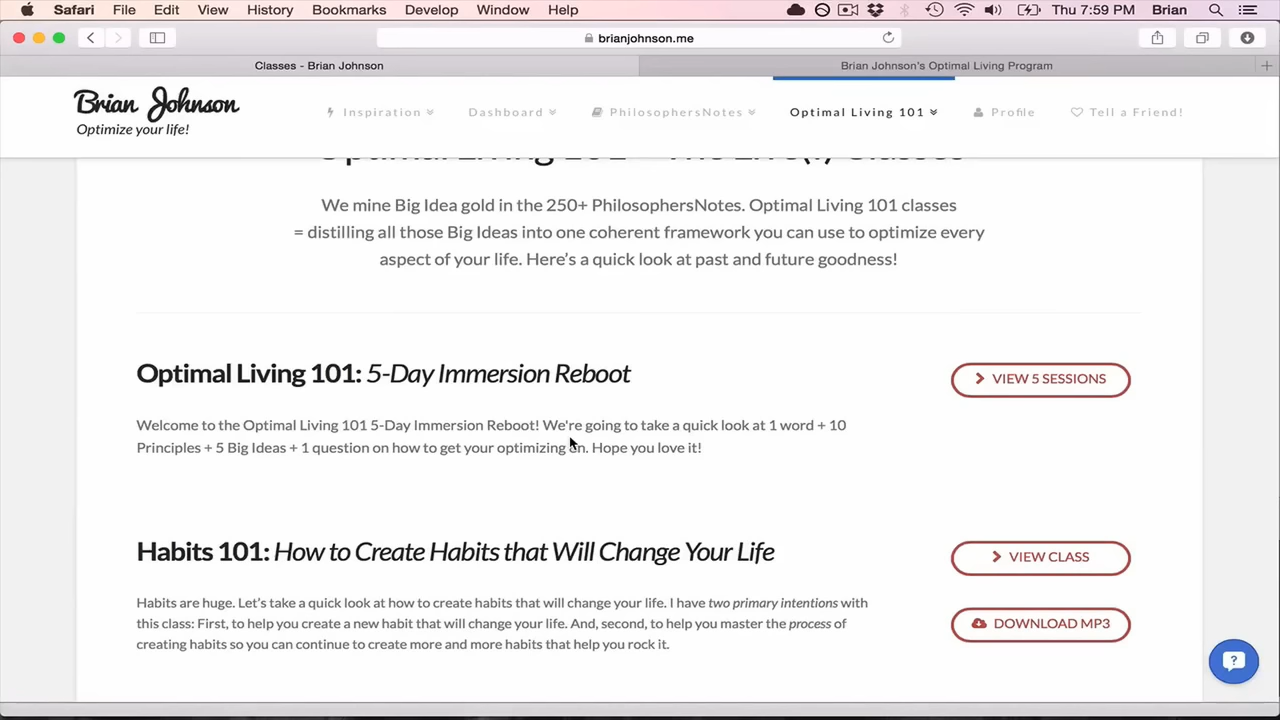 Safari File Edit View History Bookmarks Develop Window Help Thu 7:59 PM Brian
brianjohnson.me
Classes - Brian Johnson Brian Johnson's Optimal Living Program
Brian Johnson
Optimize your life!
Inspiration Dashboard PhilosophersNotes Optimal Living 101 Profile Tell a Friend!
We mine Big Idea gold in the 250+ PhilosophersNotes. Optimal Living 101 classes
= distilling all those Big Ideas into one coherent framework you can use to optimize every
aspect of your life. Here's a quick look at past and future goodness!
Optimal Living 101: 5-Day Immersion Reboot
VIEW 5 SESSIONS
Welcome to the Optimal Living 101 5-Day Immersion Reboot! We're going to take a quick look at 1 word + 10
Principles + 5 Big Ideas + 1 question on how to get your optimizing on. Hope you love it!
Habits 101: How to Create Habits that Will Change Your Life
VIEW CLASS
Habits are huge. Let's take a quick look at how to create habits that will change your life. I have two primary intentions with
this class: First, to help you create a new habit that will change your life. And, second, to help you master the process of
creating habits so you can continue to create more and more habits that help you rock it.
DOWNLOAD MP3